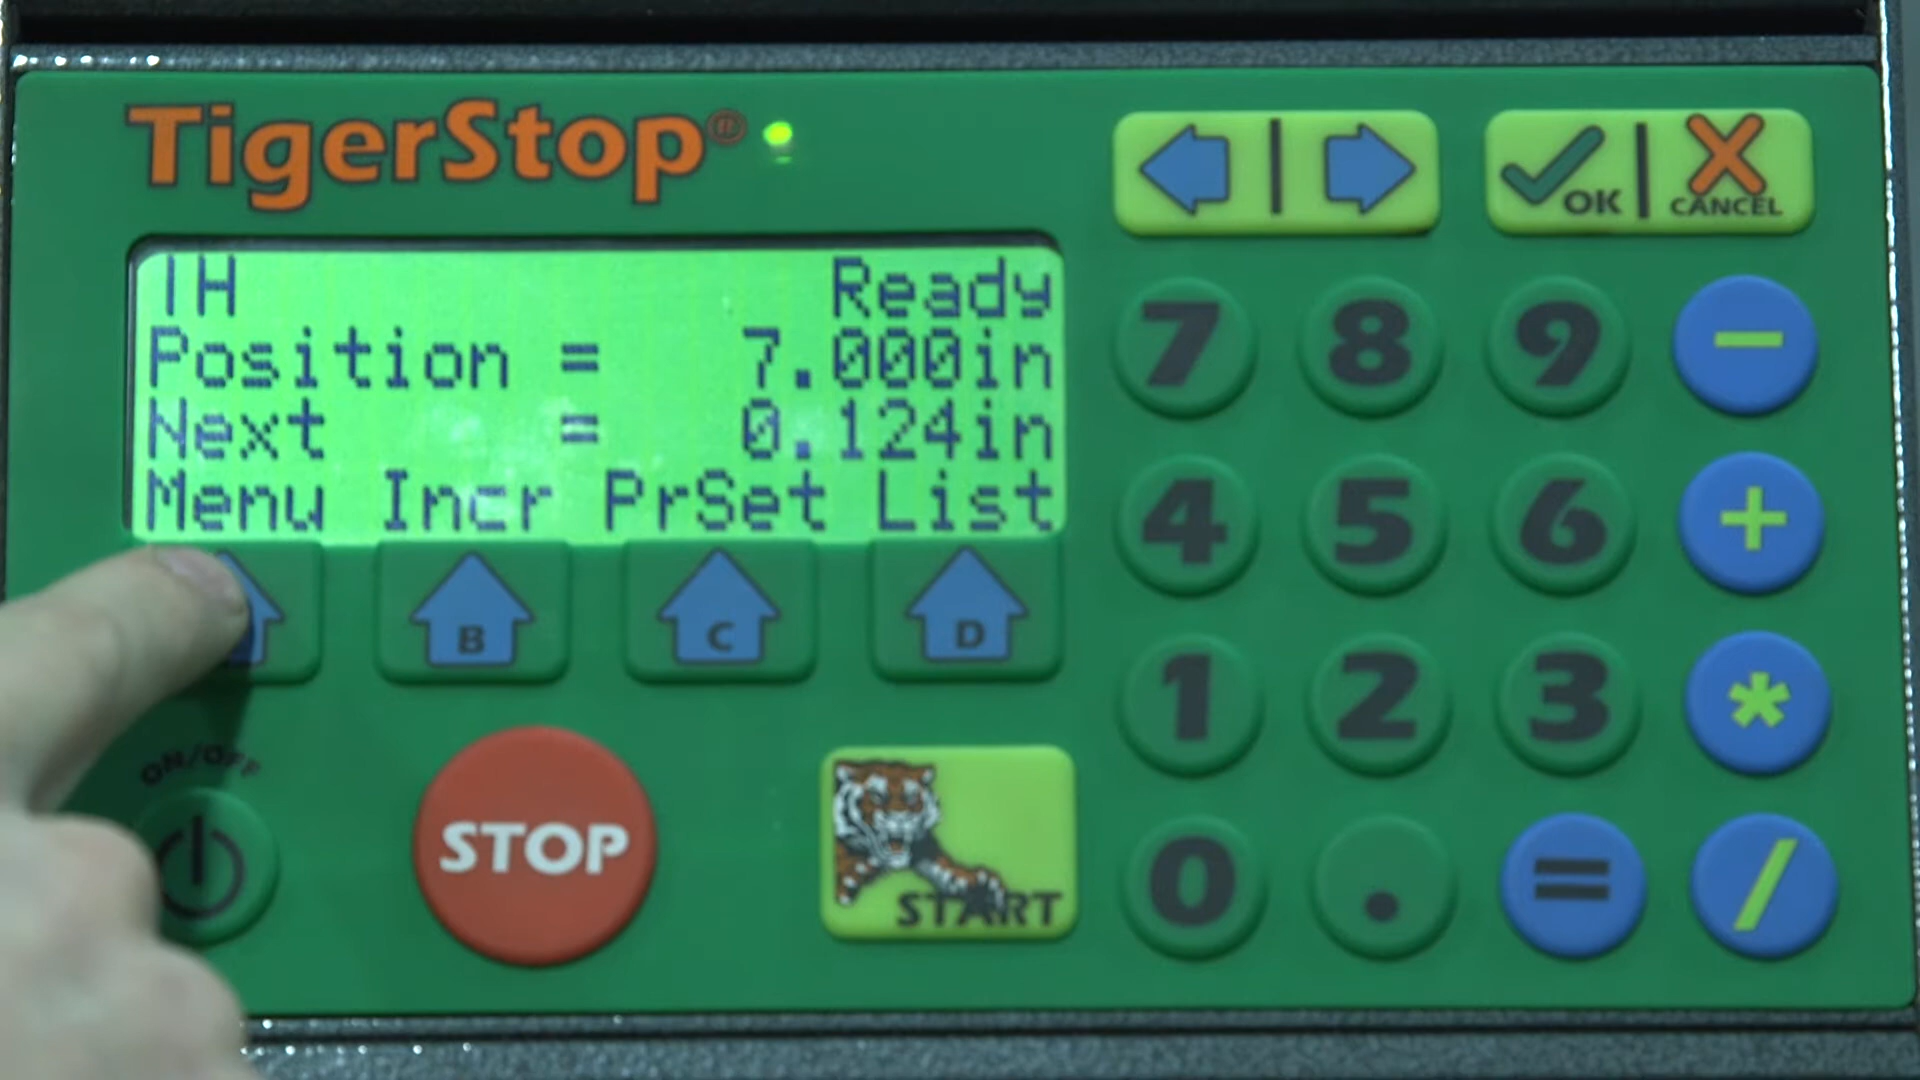 TigerStop®
IH Ready
Position = 7.000in
Next = 0.124in
Menu Incr PrSet List
B C D
ON/OFF
STOP
START
OK CANCEL
7 8 9 −
4 5 6 +
1 2 3 *
0 . = /